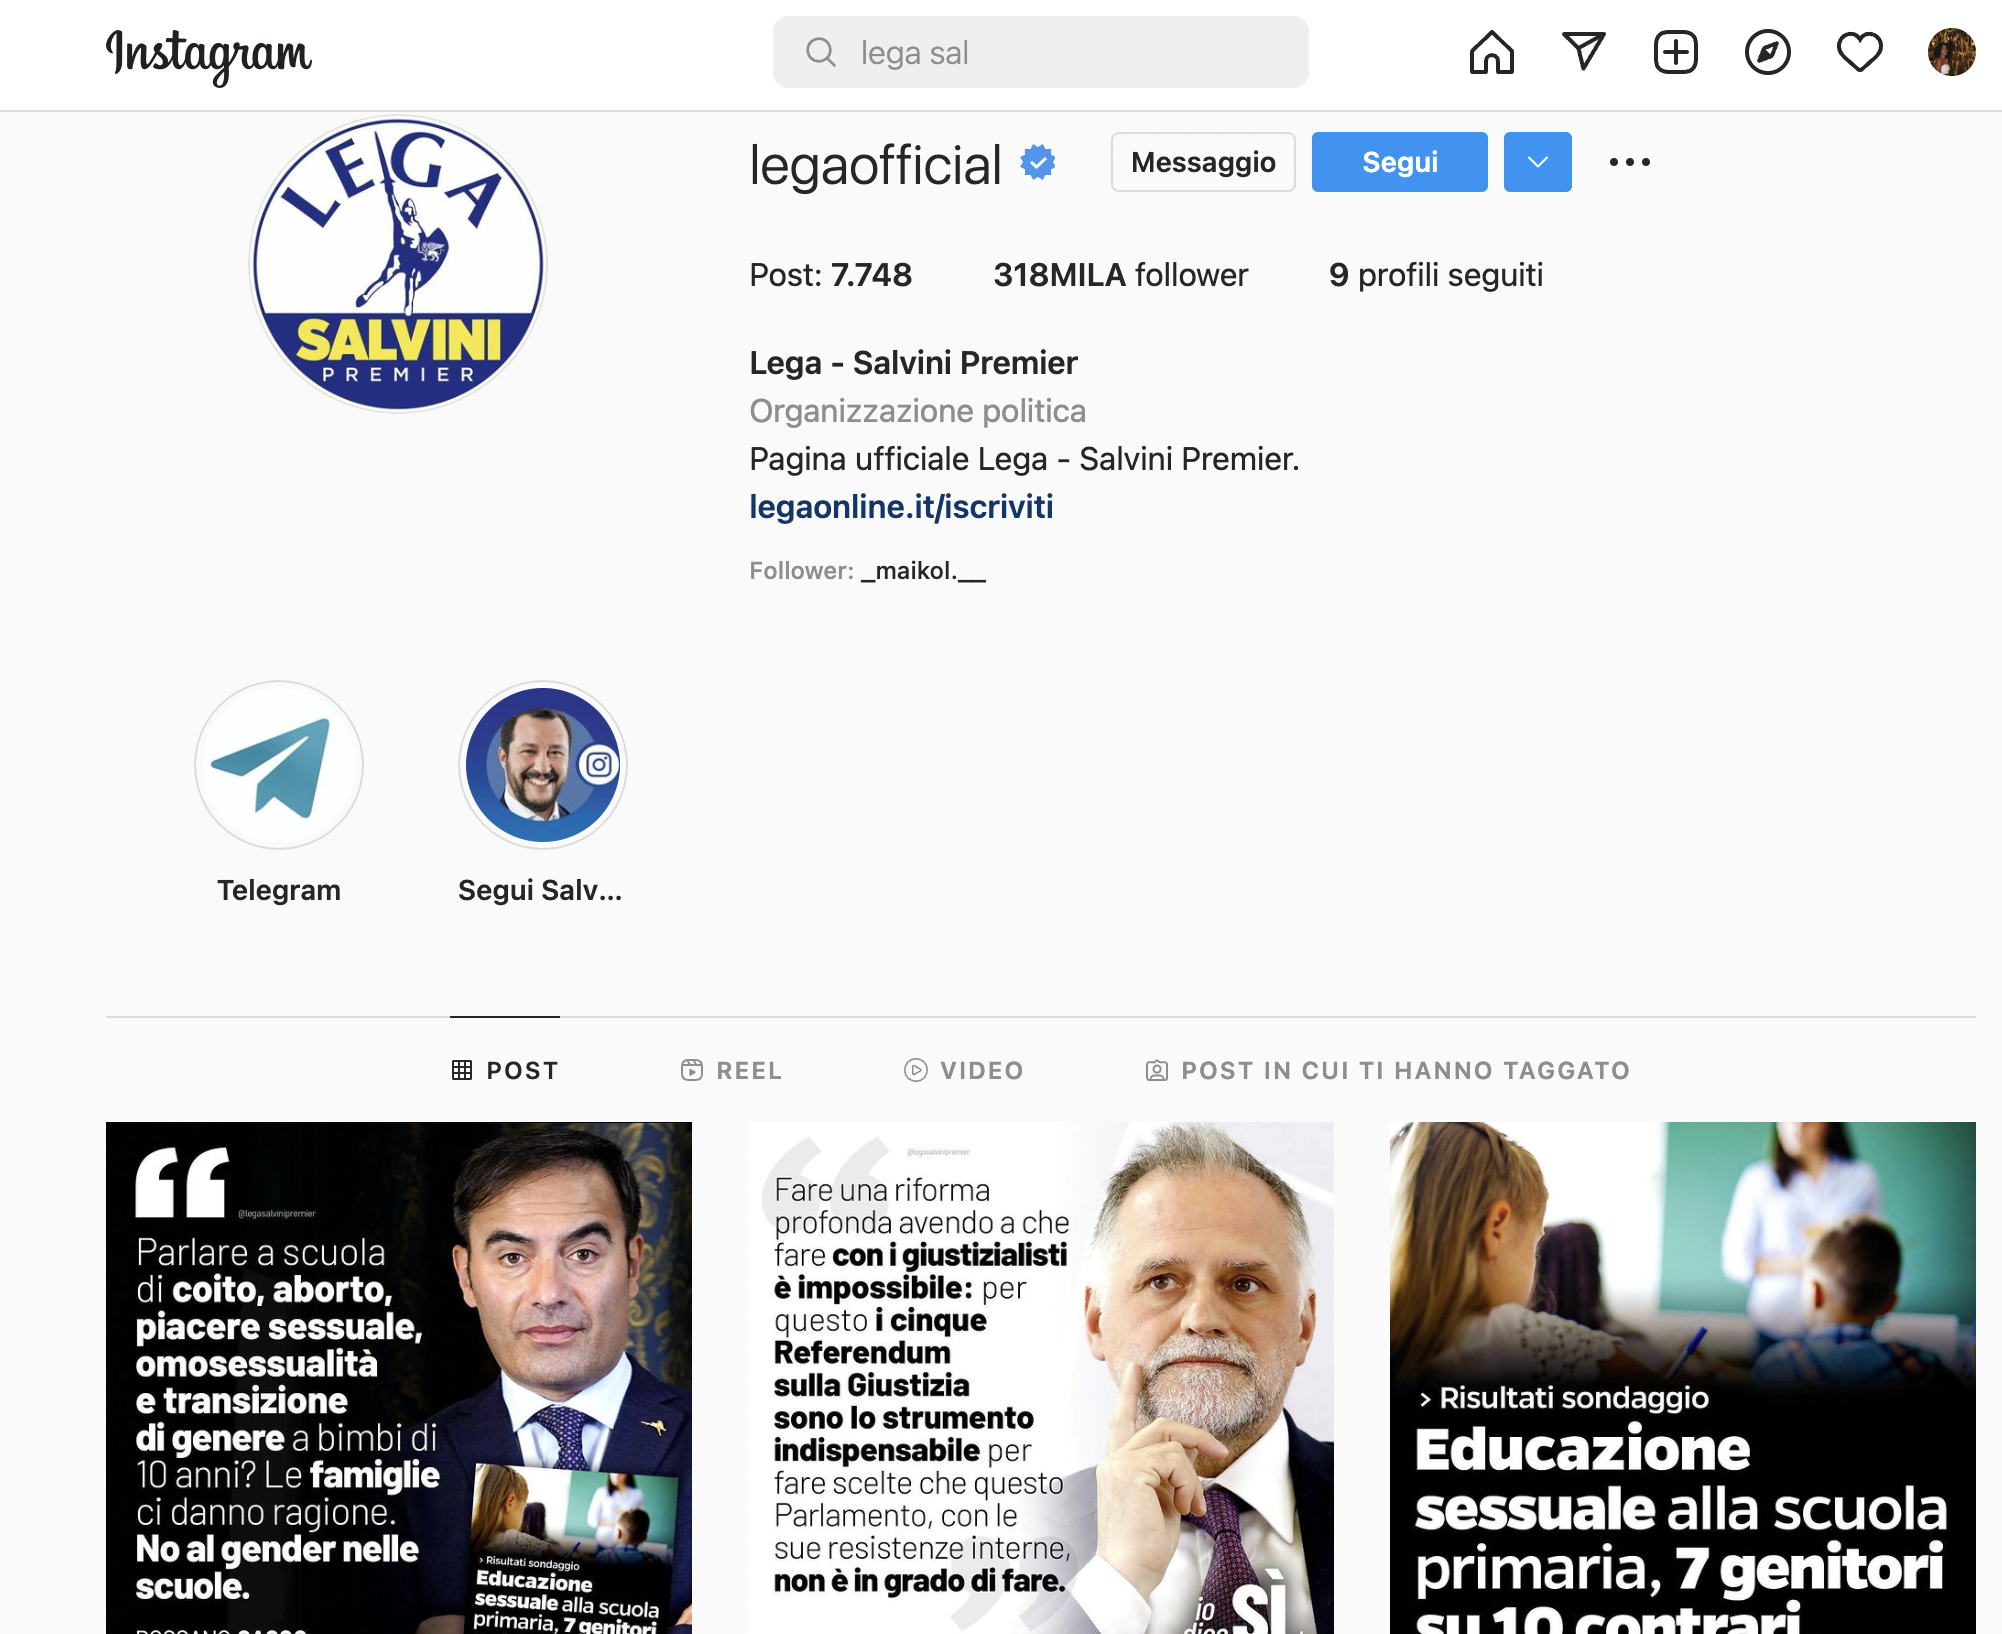 Instagram
lega sal
LEGA
SALVINI
PREMIER
legaofficial
Messaggio
Segui
Post: 7.748
318MILA follower
9 profili seguiti
Lega - Salvini Premier
Organizzazione politica
Pagina ufficiale Lega - Salvini Premier.
legaonline.it/iscriviti
Follower: _maikol.__
Telegram
Segui Salv...
POST
REEL
VIDEO
POST IN CUI TI HANNO TAGGATO
@legasalvinipremier
Parlare a scuola
di coito, aborto,
piacere sessuale,
omosessualità
e transizione
di genere a bimbi di
10 anni? Le famiglie
ci danno ragione.
No al gender nelle
scuole.
> Risultati sondaggio
Educazione
sessuale alla scuola
primaria, 7 genitori
@legasalvinipremier
Fare una riforma
profonda avendo a che
fare con i giustizialisti
è impossibile: per
questo i cinque
Referendum
sulla Giustizia
sono lo strumento
indispensabile per
fare scelte che questo
Parlamento, con le
sue resistenze interne,
non è in grado di fare.
io
dico
SÌ
> Risultati sondaggio
Educazione
sessuale alla scuola
primaria, 7 genitori
su 10 contrari